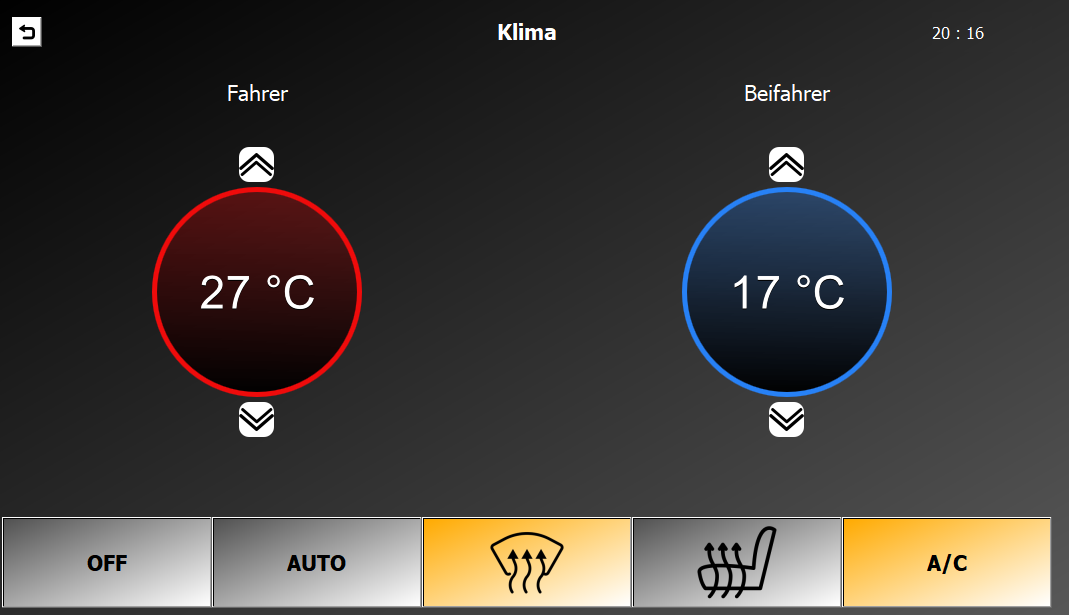 Klima
20 : 16
Fahrer
Beifahrer
27 °C
17 °C
OFF
AUTO
A/C